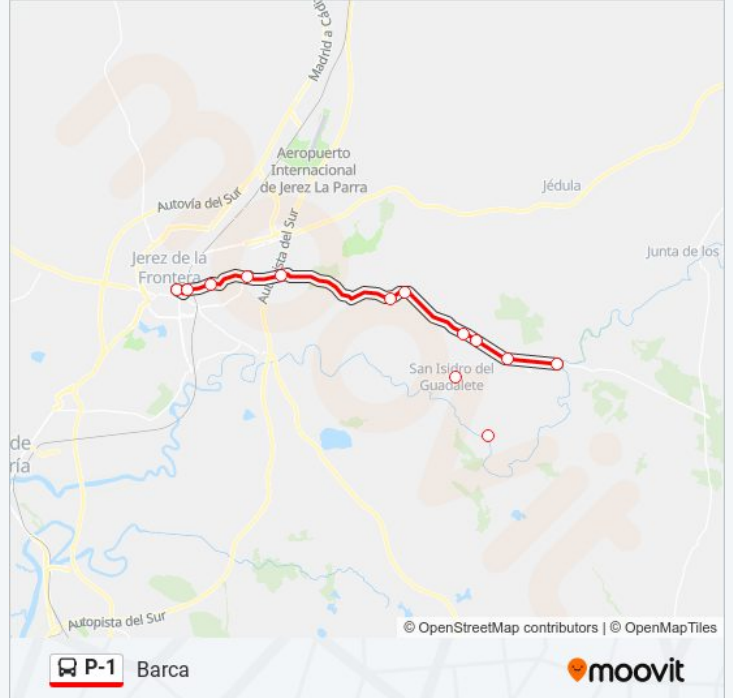 Madrid a Cádi
Aeropuerto
Internacional
de Jerez La Parra
Jédula
Autovía del Sur
Autopista del Sur
Junta de los
Jerez de la
Frontera
San Isidro del
Guadalete
de
ría
Autopista del Sur
© OpenStreetMap contributors | © OpenMapTiles
P-1 Barca
moovit